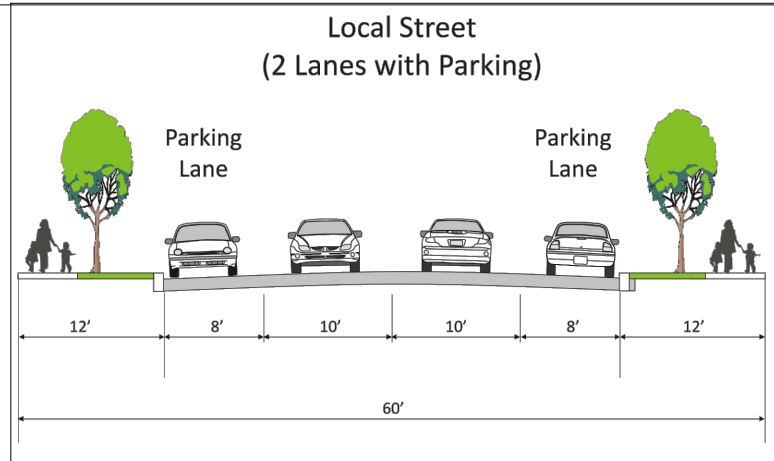 Local Street
(2 Lanes with Parking)
Parking
Lane
Parking
Lane
12’
8’
10’
10’
8’
12’
60’